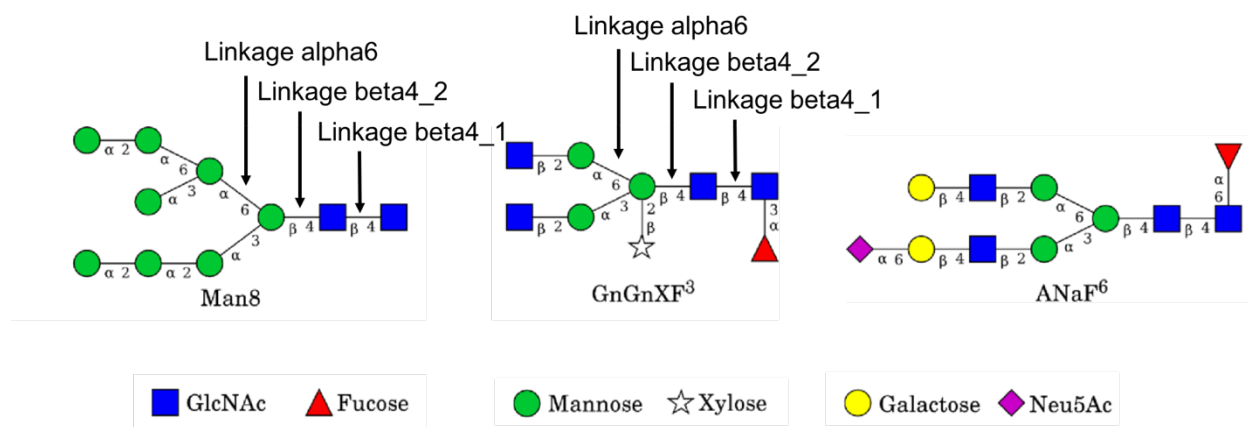 Linkage alpha6
Linkage beta4_2
Linkage beta4_1
α 2
α 6
α 3
α 6
α 3
α 2
α 2
β 4
β 4
Man8
Linkage alpha6
Linkage beta4_2
Linkage beta4_1
β 2
α 6
β 2
α 3
2 β
β 4
β 4
3 α
GnGnXF³
β 4
β 2
α 6
α 6
β 4
β 2
α 3
β 4
β 4
α 6
ANaF⁶
GlcNAc
Fucose
Mannose
Xylose
Galactose
Neu5Ac